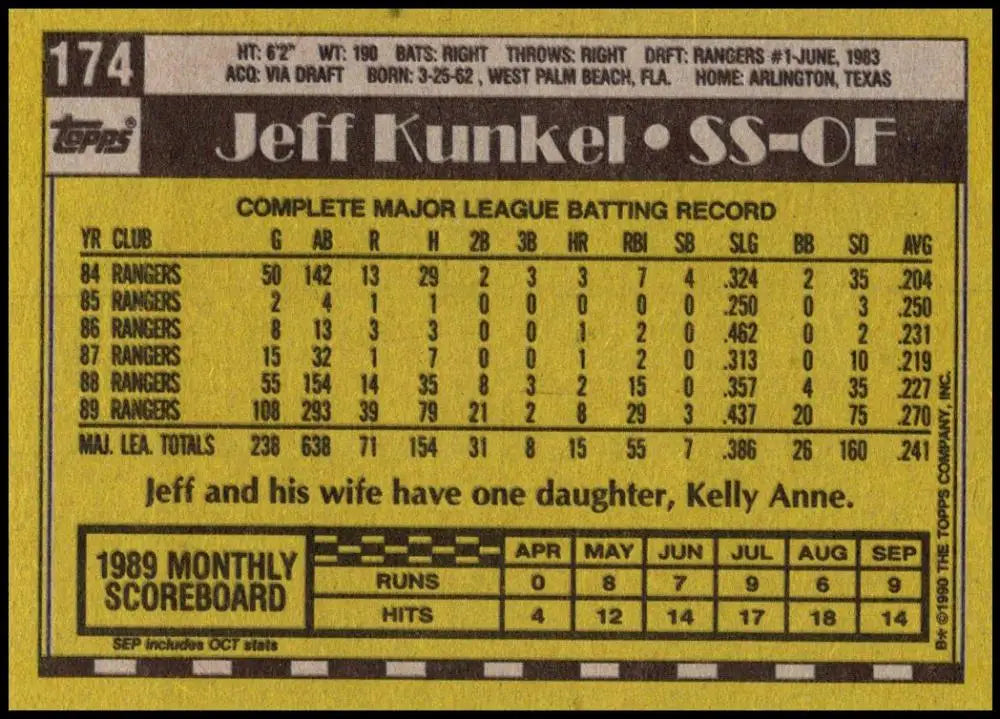 174
HT: 6'2" WT: 190 BATS: RIGHT THROWS: RIGHT DRFT: RANGERS #1-JUNE, 1983
ACQ: VIA DRAFT BORN: 3-25-62 , WEST PALM BEACH, FLA. HOME: ARLINGTON, TEXAS
Topps®
Jeff Kunkel • SS-OF
COMPLETE MAJOR LEAGUE BATTING RECORD
YR CLUB G AB R H 2B 3B HR RBI SB SLG BB SO AVG
84 RANGERS 50 142 13 29 2 3 3 7 4 .324 2 35 .204
85 RANGERS 2 4 1 1 0 0 0 0 0 .250 0 3 .250
86 RANGERS 8 13 3 3 0 0 1 2 0 .462 0 2 .231
87 RANGERS 15 32 1 7 0 0 1 2 0 .313 0 10 .219
88 RANGERS 55 154 14 35 8 3 2 15 0 .357 4 35 .227
89 RANGERS 108 293 39 79 21 2 8 29 3 .437 20 75 .270
MAJ. LEA. TOTALS 238 638 71 154 31 8 15 55 7 .386 26 160 .241
Jeff and his wife have one daughter, Kelly Anne.
1989 MONTHLY
SCOREBOARD
APR MAY JUN JUL AUG SEP
RUNS 0 8 7 9 6 9
HITS 4 12 14 17 18 14
SEP includes OCT stats
B* ©1990 THE TOPPS COMPANY, INC.